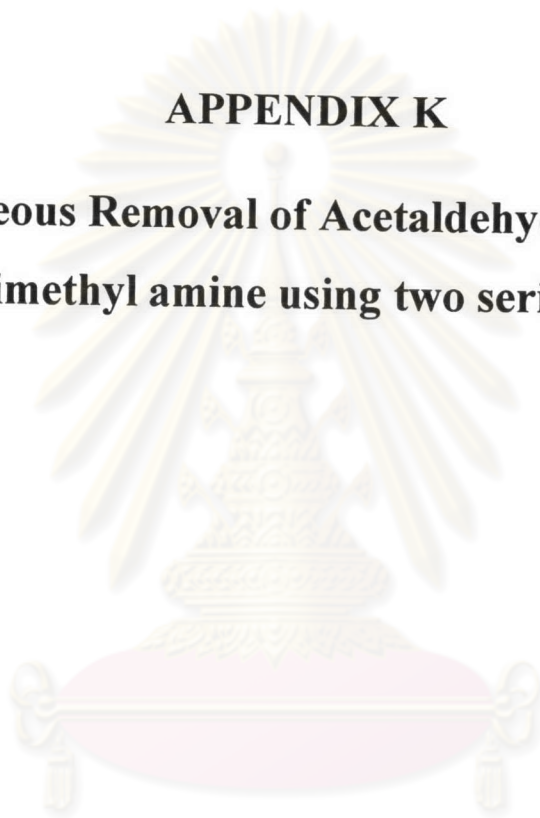 APPENDIX K
eous Removal of Acetaldehy
imethyl amine using two seri